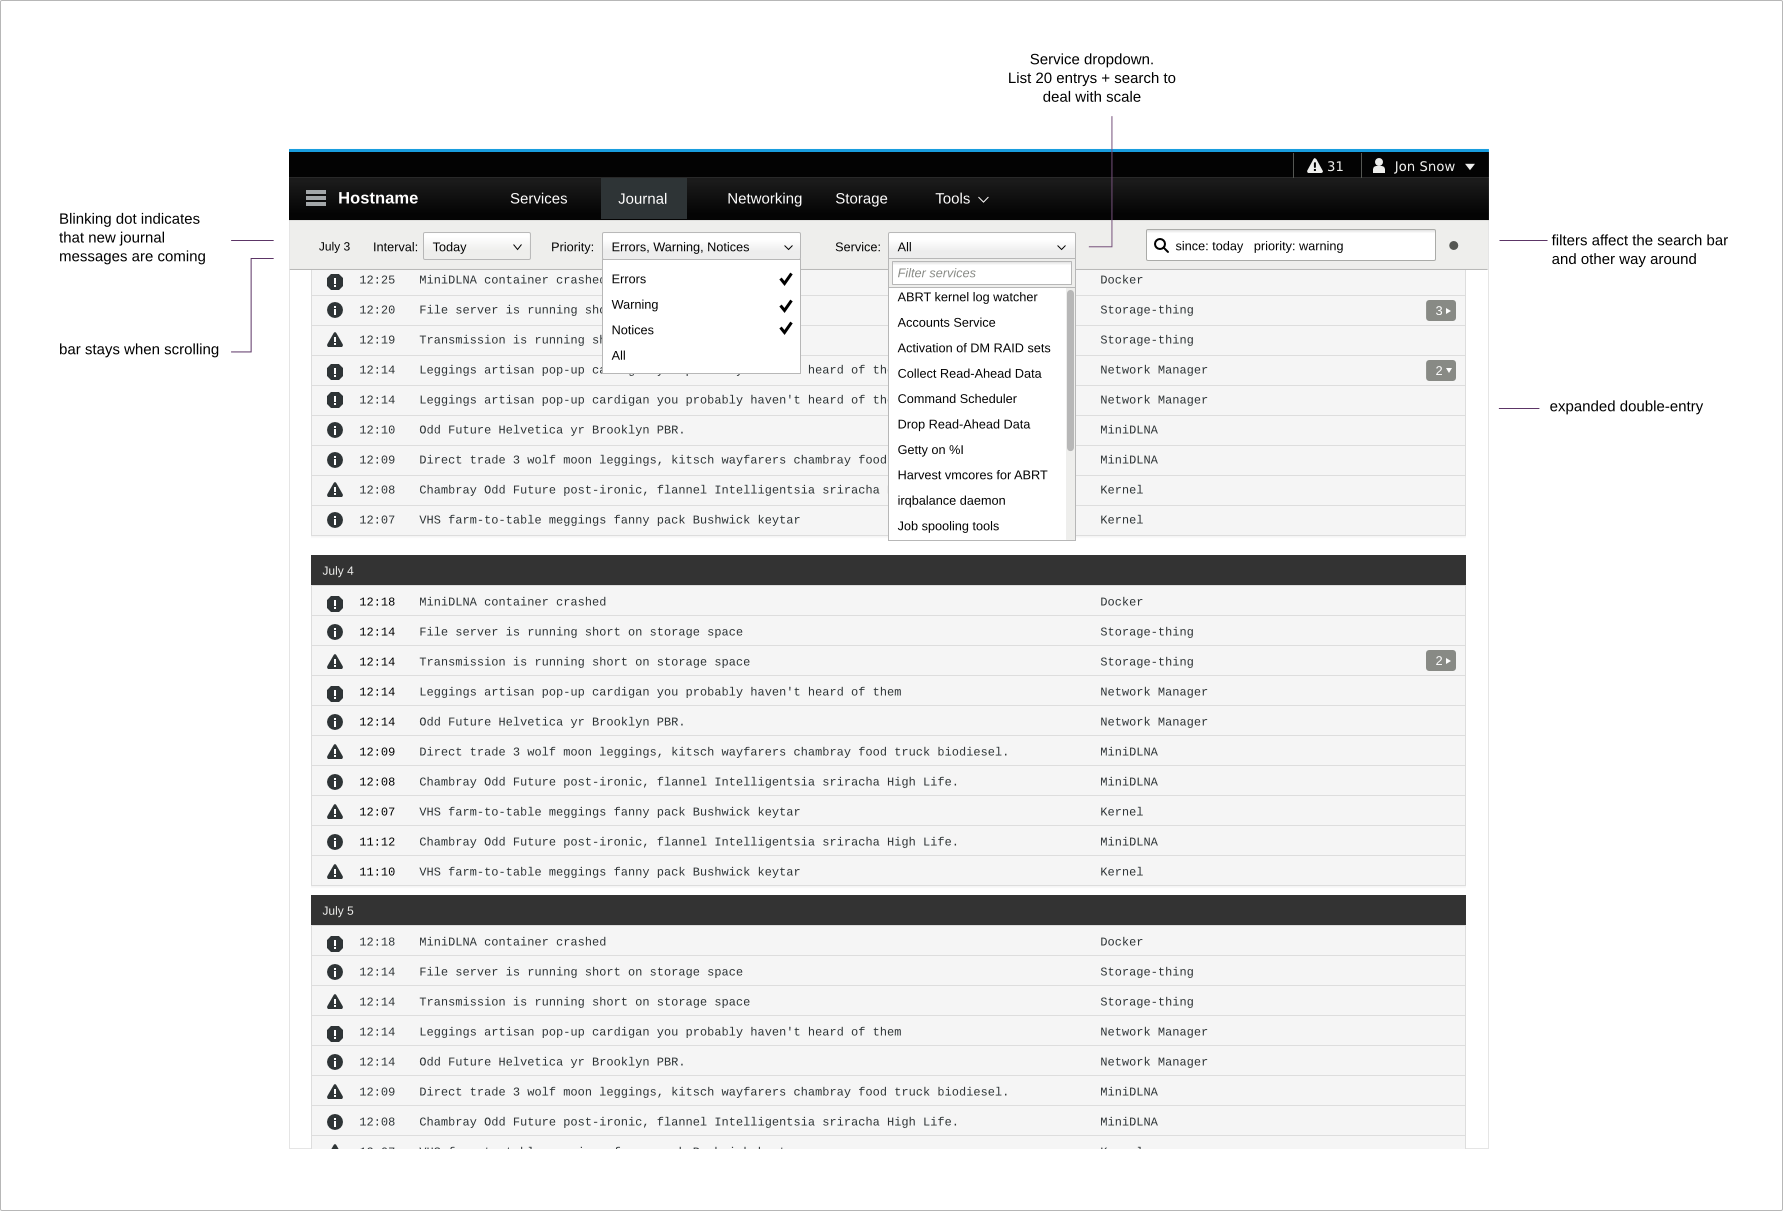 Service dropdown.
List 20 entrys + search to
deal with scale
31 Jon Snow
Hostname Services Journal Networking Storage Tools
Blinking dot indicates
that new journal
messages are coming
bar stays when scrolling
filters affect the search bar
and other way around
expanded double-entry
July 3 Interval: Today Priority: Errors, Warning, Notices Service: All since: today priority: warning
Errors
Warning
Notices
All
Filter services
ABRT kernel log watcher
Accounts Service
Activation of DM RAID sets
Collect Read-Ahead Data
Command Scheduler
Drop Read-Ahead Data
Getty on %I
Harvest vmcores for ABRT
irqbalance daemon
Job spooling tools
12:25 MiniDLNA container crashed Docker
12:20 File server is running sho Storage-thing 3
12:19 Transmission is running sh Storage-thing
12:14 Leggings artisan pop-up ca heard of the Network Manager 2
12:14 Leggings artisan pop-up cardigan you probably haven't heard of the Network Manager
12:10 Odd Future Helvetica yr Brooklyn PBR. MiniDLNA
12:09 Direct trade 3 wolf moon leggings, kitsch wayfarers chambray food MiniDLNA
12:08 Chambray Odd Future post-ironic, flannel Intelligentsia sriracha Kernel
12:07 VHS farm-to-table meggings fanny pack Bushwick keytar Kernel
July 4
12:18 MiniDLNA container crashed Docker
12:14 File server is running short on storage space Storage-thing
12:14 Transmission is running short on storage space Storage-thing 2
12:14 Leggings artisan pop-up cardigan you probably haven't heard of them Network Manager
12:14 Odd Future Helvetica yr Brooklyn PBR. Network Manager
12:09 Direct trade 3 wolf moon leggings, kitsch wayfarers chambray food truck biodiesel. MiniDLNA
12:08 Chambray Odd Future post-ironic, flannel Intelligentsia sriracha High Life. MiniDLNA
12:07 VHS farm-to-table meggings fanny pack Bushwick keytar Kernel
11:12 Chambray Odd Future post-ironic, flannel Intelligentsia sriracha High Life. MiniDLNA
11:10 VHS farm-to-table meggings fanny pack Bushwick keytar Kernel
July 5
12:18 MiniDLNA container crashed Docker
12:14 File server is running short on storage space Storage-thing
12:14 Transmission is running short on storage space Storage-thing
12:14 Leggings artisan pop-up cardigan you probably haven't heard of them Network Manager
12:14 Odd Future Helvetica yr Brooklyn PBR. Network Manager
12:09 Direct trade 3 wolf moon leggings, kitsch wayfarers chambray food truck biodiesel. MiniDLNA
12:08 Chambray Odd Future post-ironic, flannel Intelligentsia sriracha High Life. MiniDLNA